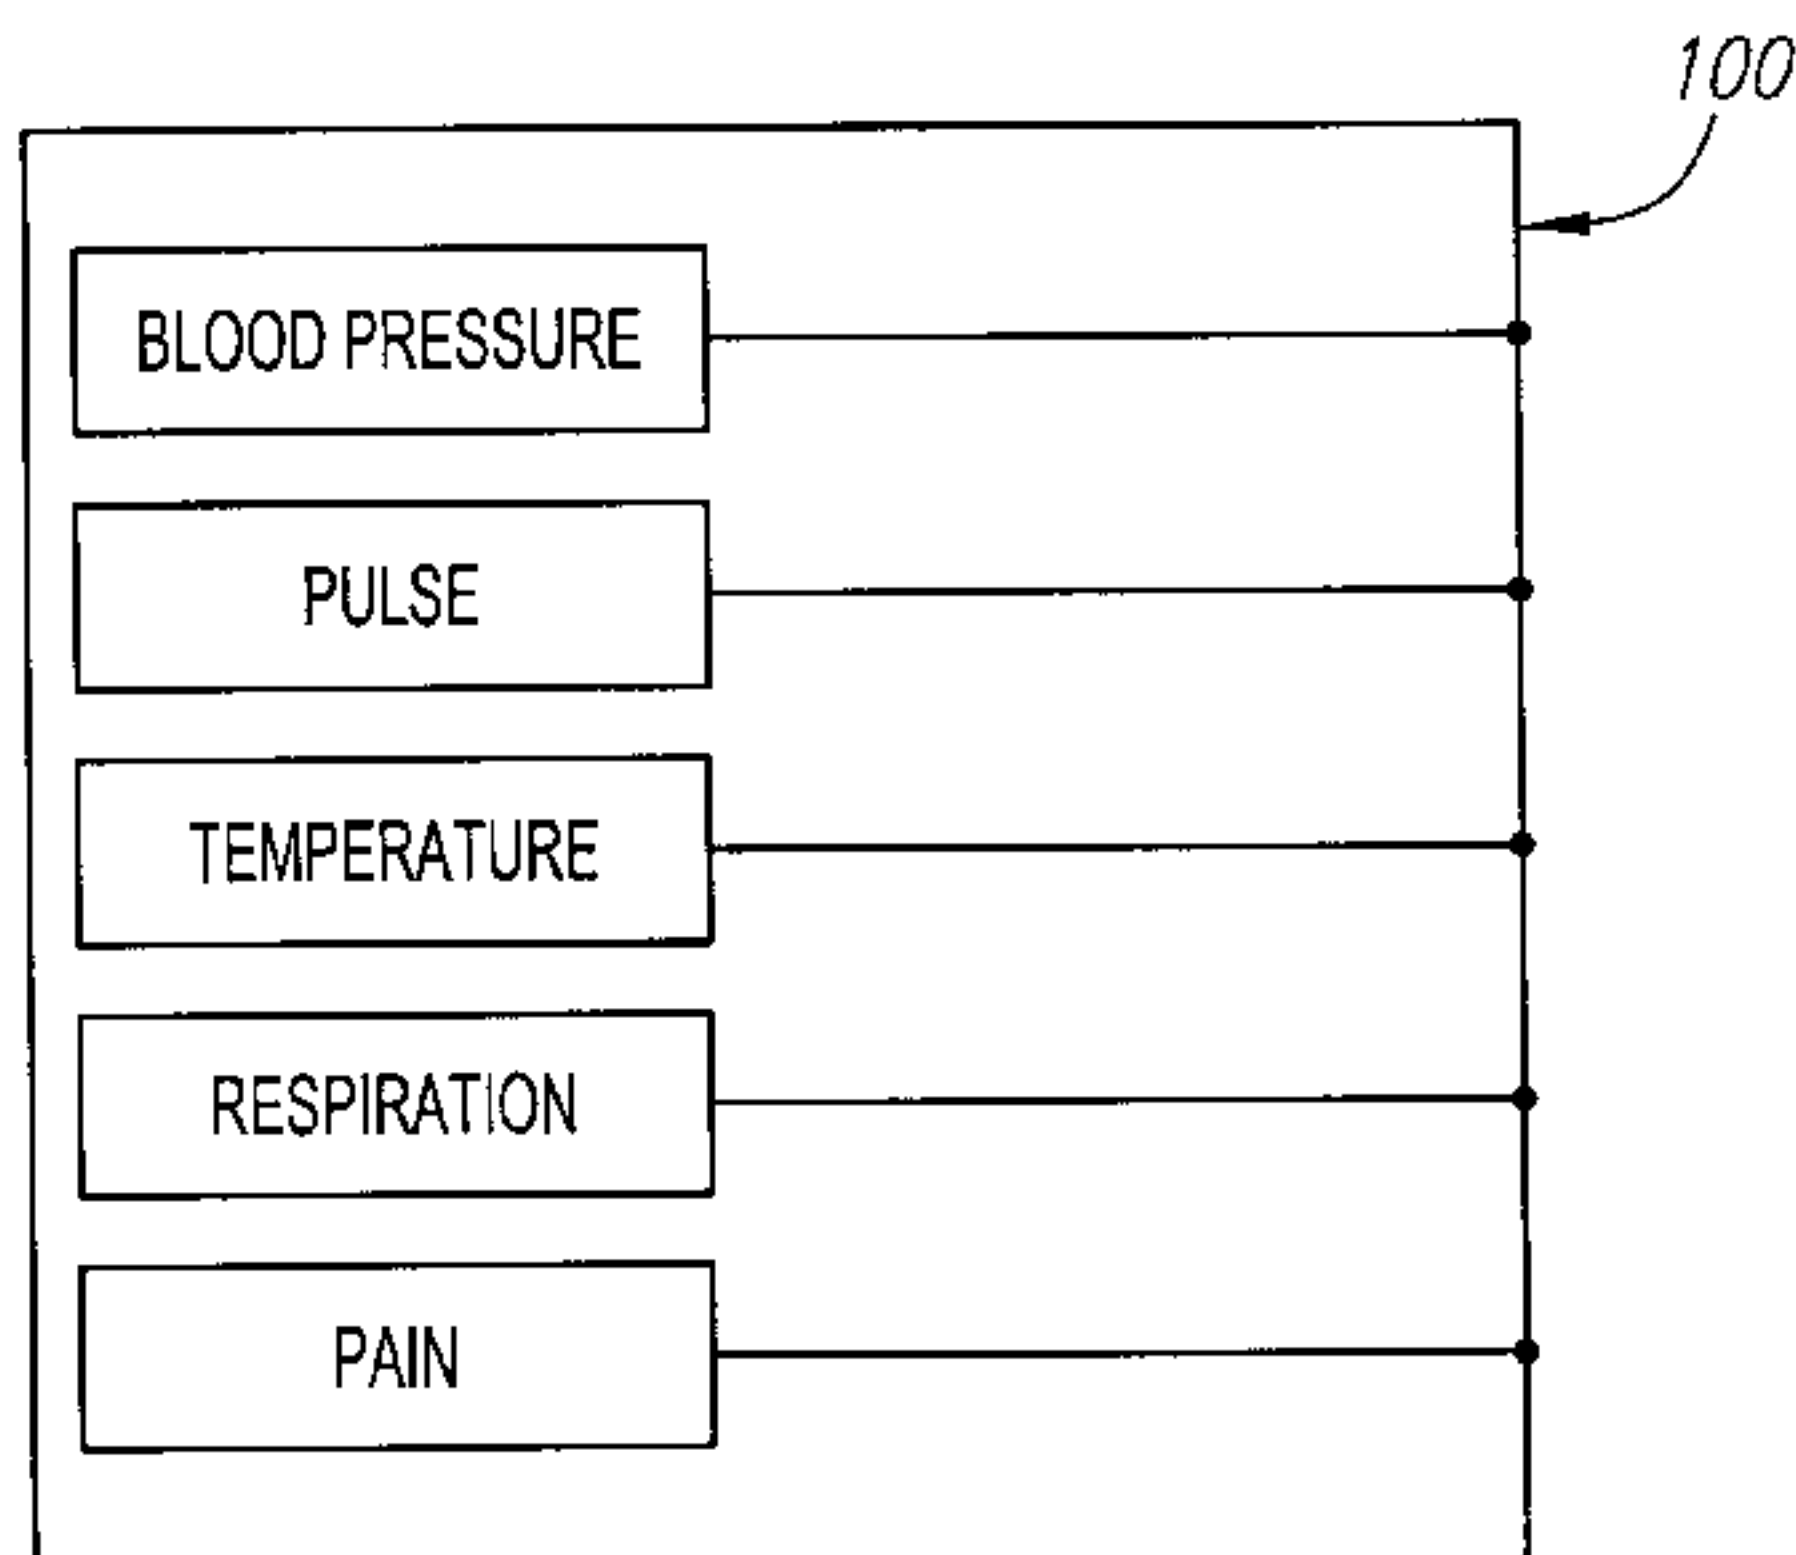 100
BLOOD PRESSURE
PULSE
TEMPERATURE
RESPIRATION
PAIN